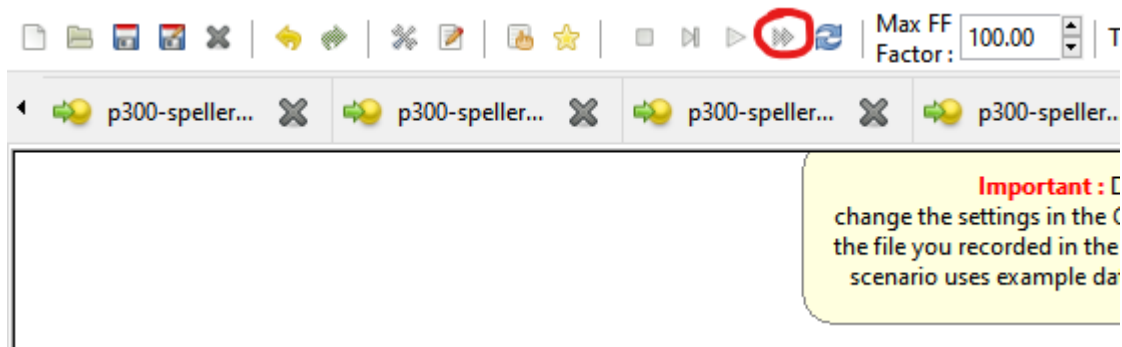 Max FF
Factor : 100.00
p300-speller... p300-speller... p300-speller... p300-speller..
Important :
change the settings in the
the file you recorded in the
scenario uses example